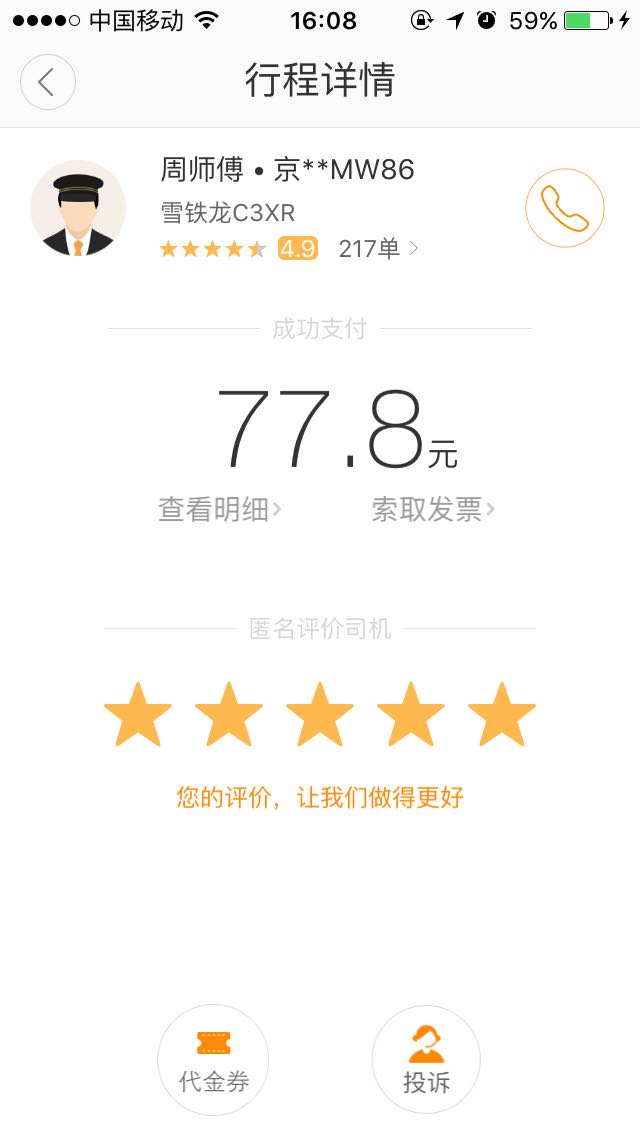 中国移动 16:08 59%
行程详情
周师傅 • 京**MW86
雪铁龙C3XR
4.9 217单
成功支付
77.8元
查看明细 索取发票
匿名评价司机
您的评价，让我们做得更好
代金券 投诉